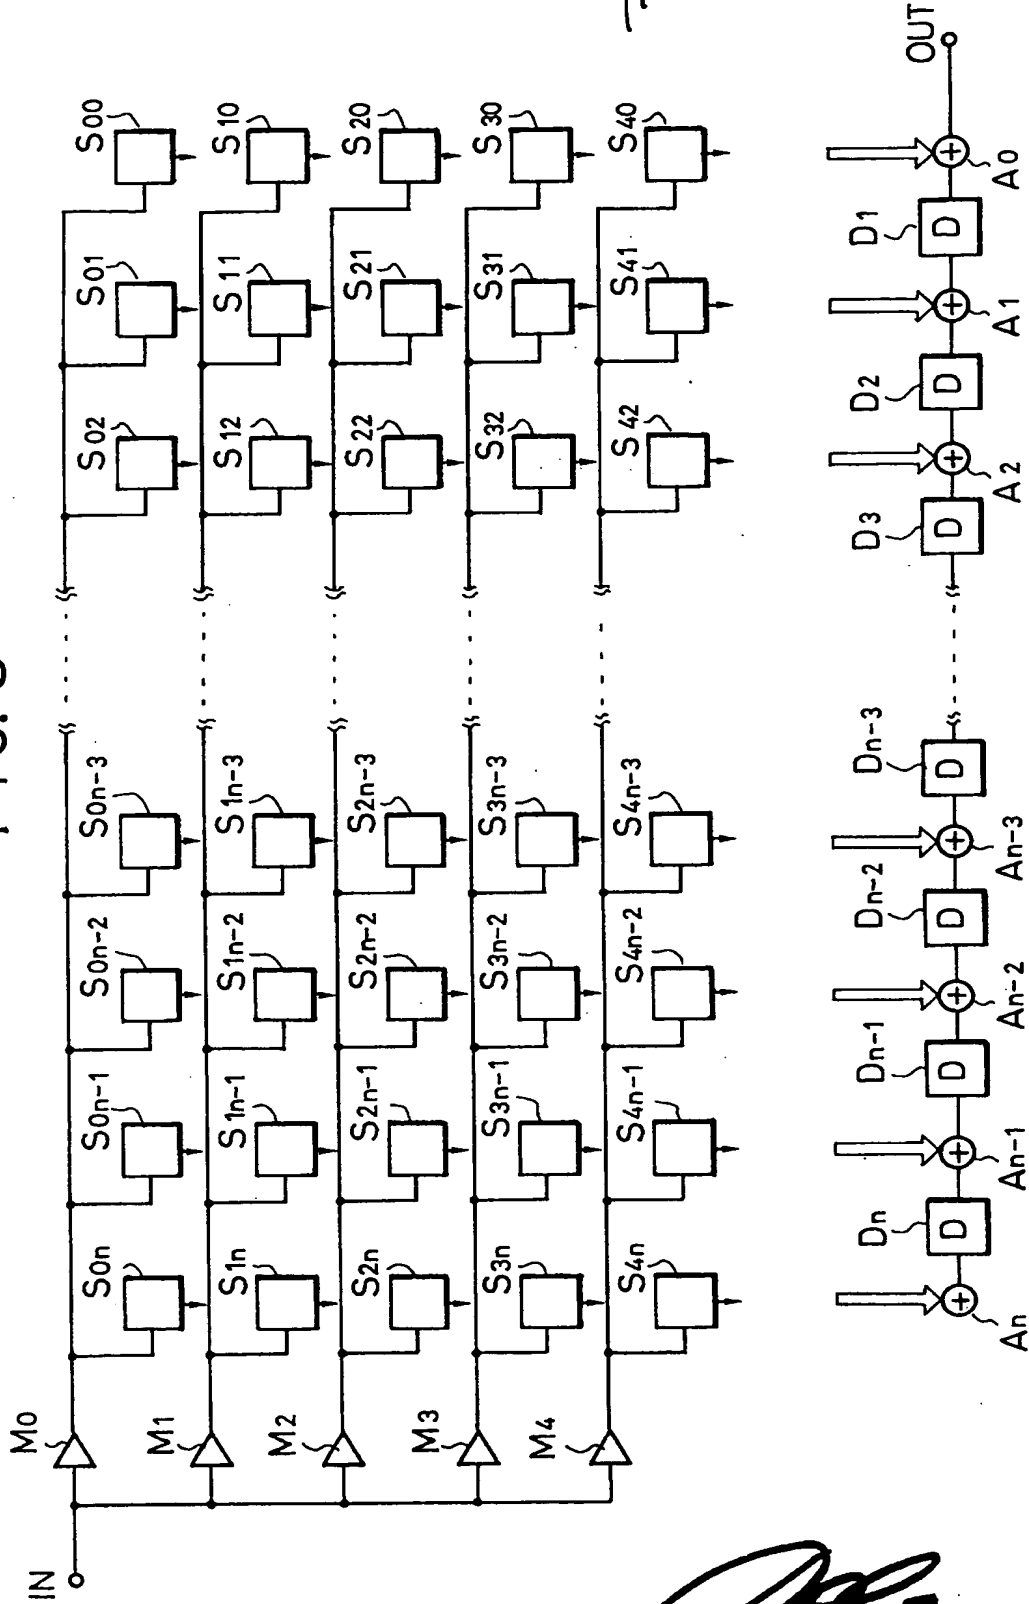 IN
M0
M1
M2
M3
M4
S0n S0n-1 S0n-2 S0n-3 S02 S01 S00
S1n S1n-1 S1n-2 S1n-3 S12 S11 S10
S2n S2n-1 S2n-2 S2n-3 S22 S21 S20
S3n S3n-1 S3n-2 S3n-3 S32 S31 S30
S4n S4n-1 S4n-2 S4n-3 S42 S41 S40
Dn Dn-1 Dn-2 Dn-3 D3 D2 D1 OUT
D D D D D D D
An An-1 An-2 An-3 A2 A1 A0